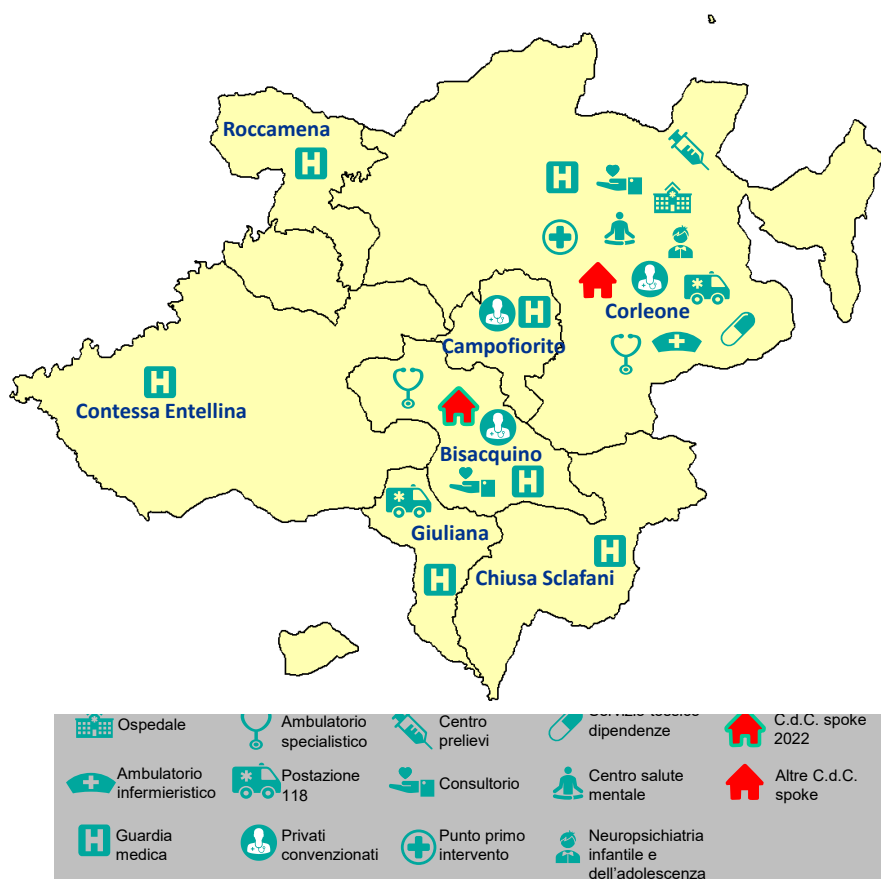 Roccamena
Corleone
Campofiorito
Contessa Entellina
Bisacquino
Giuliana
Chiusa Sclafani
Ospedale
Ambulatorio
specialistico
Centro
prelievi
dipendenze
C.d.C. spoke
2022
Ambulatorio
infermieristico
Postazione
118
Consultorio
Centro salute
mentale
Altre C.d.C.
spoke
Guardia
medica
Privati
convenzionati
Punto primo
intervento
Neuropsichiatria
infantile e
dell'adolescenza